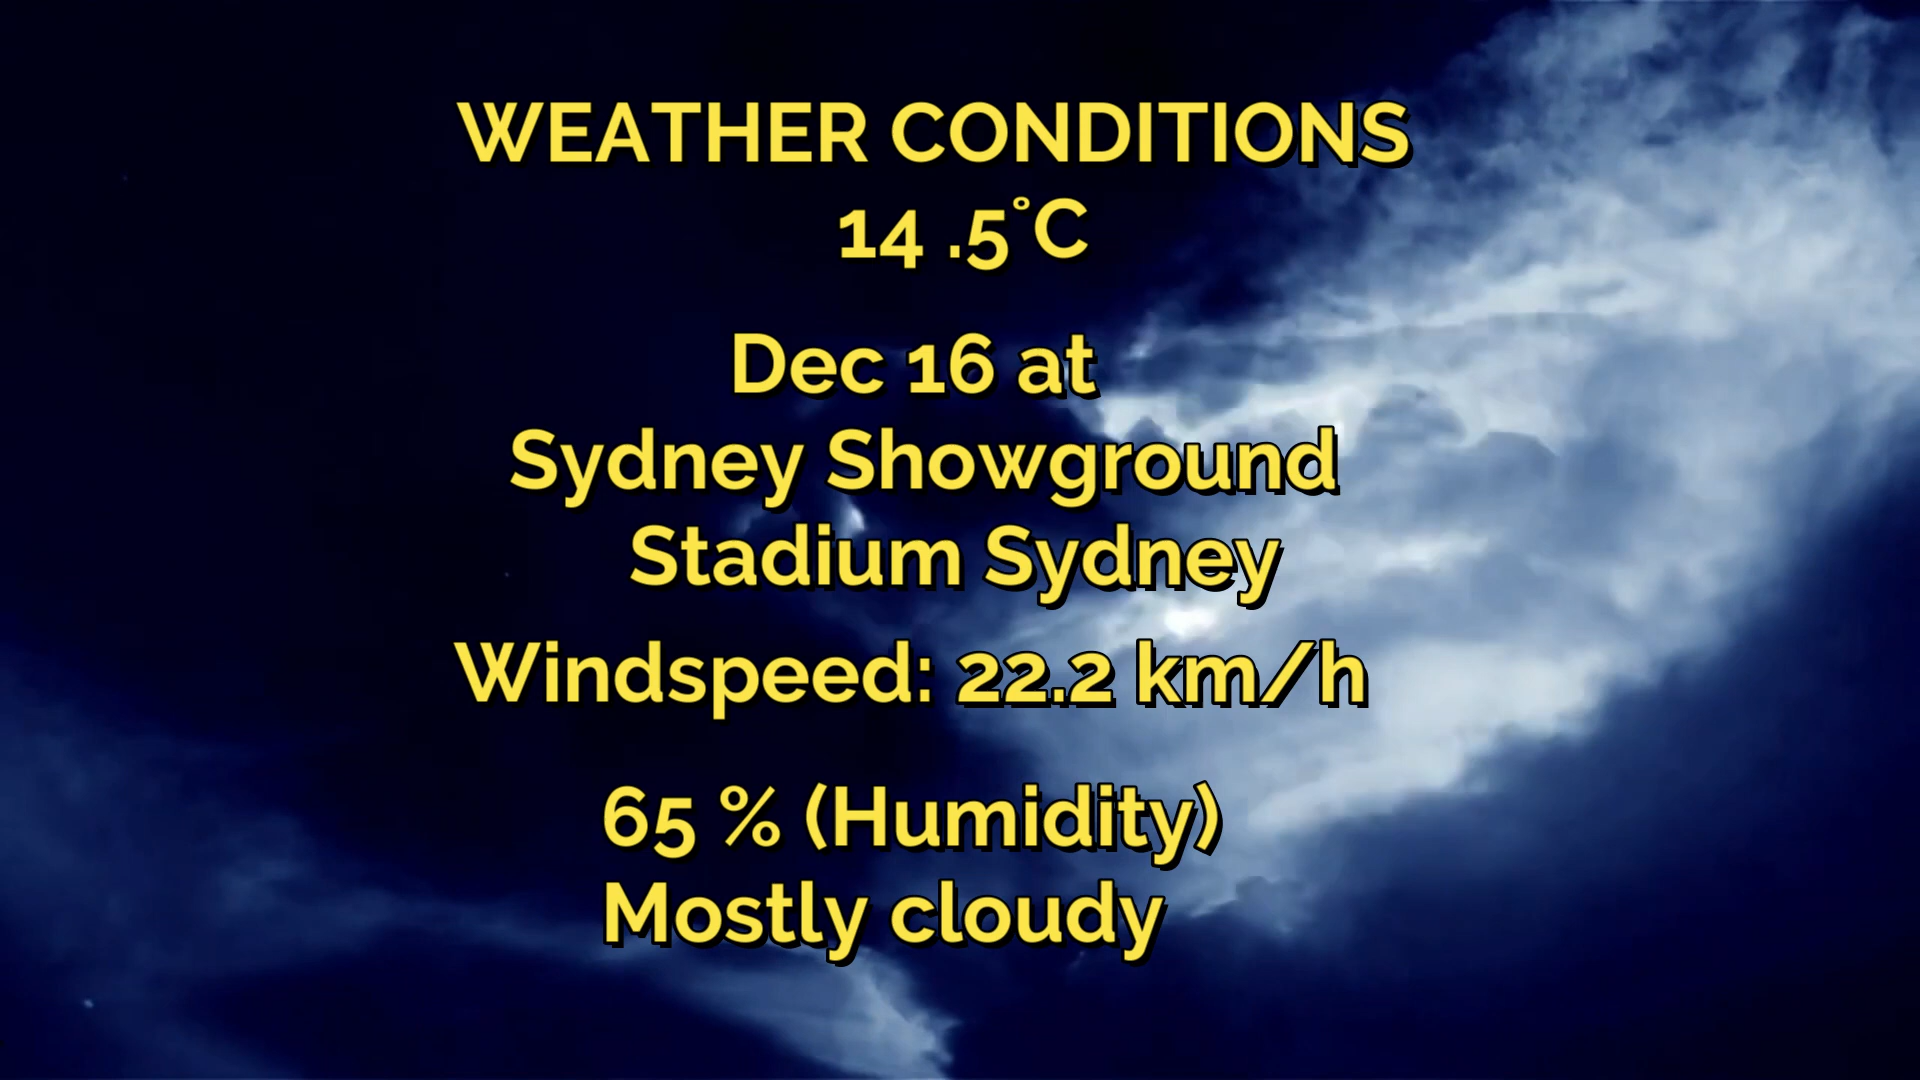 WEATHER CONDITIONS
14 .5°C
Dec 16 at
Sydney Showground
Stadium Sydney
Windspeed: 22.2 km/h
65 % (Humidity)
Mostly cloudy